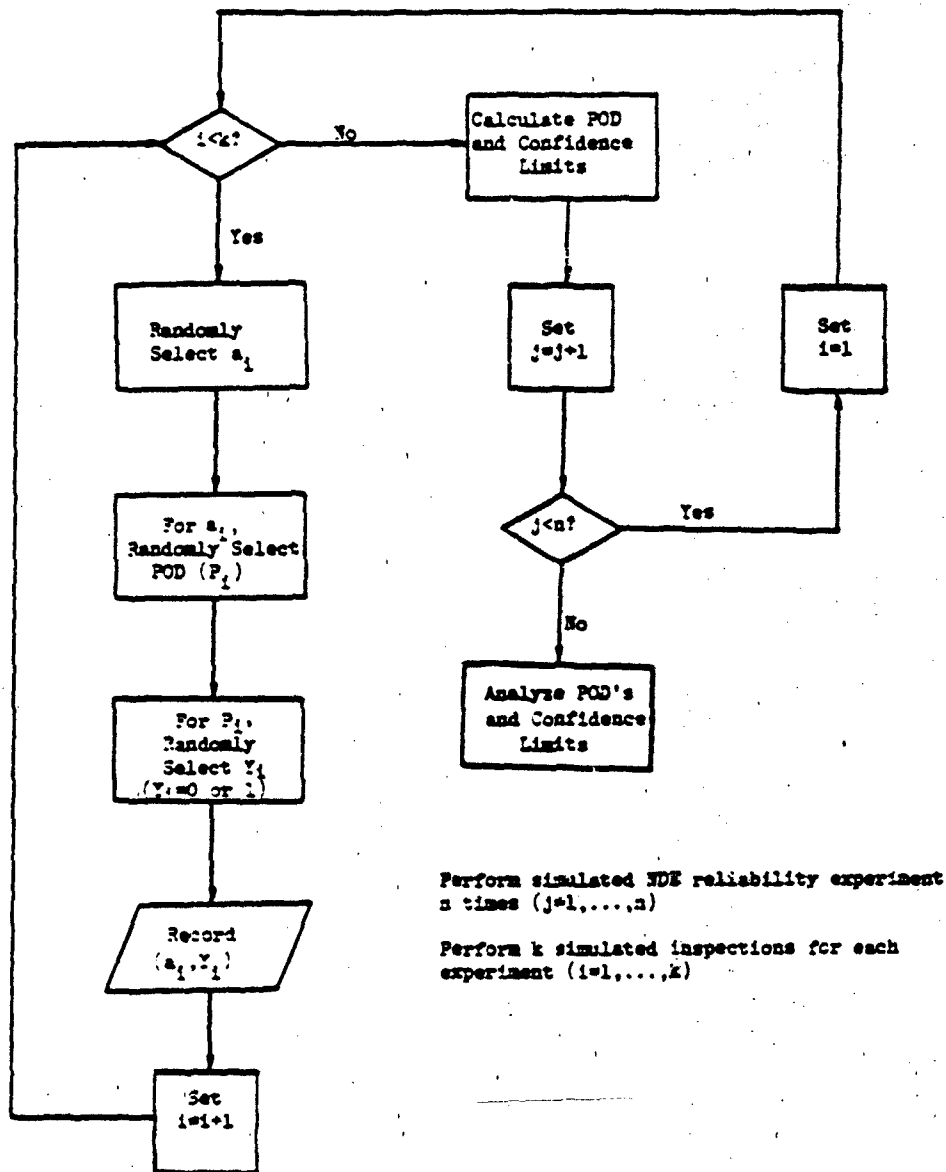 i<k?
No
Yes
Randomly
Select a_i
For a_i,
Randomly Select
POD (P_i)
For P_i,
Randomly
Select Y_i
(Y_i=0 or 1)
Record
(a_i,Y_i)
Set
i=i+1
Calculate POD
and Confidence
Limits
Set
j=j+1
j<n?
Yes
No
Set
i=1
Analyze POD's
and Confidence
Limits
Perform simulated NDE reliability experiment
n times (j=1,...,n)
Perform k simulated inspections for each
experiment (i=1,...,k)